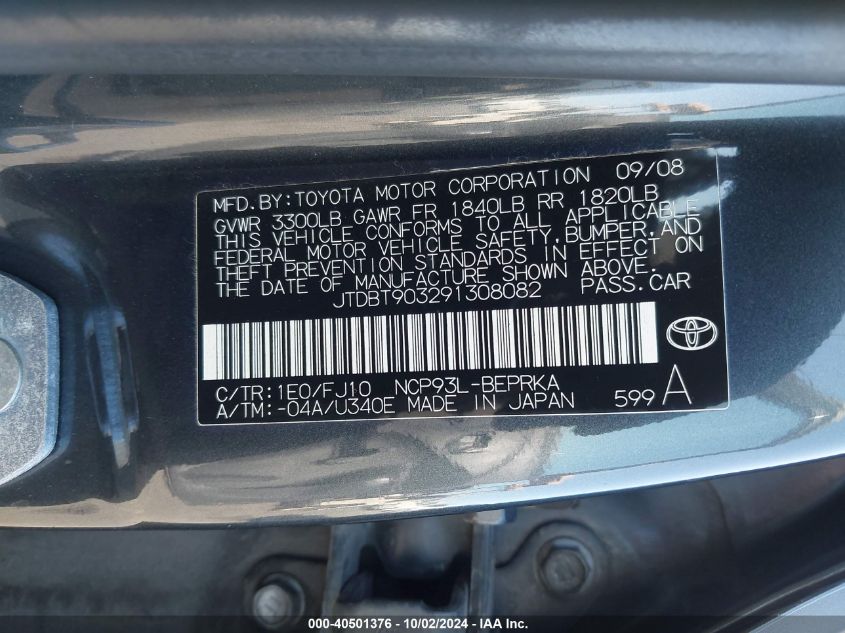 MFD.BY:TOYOTA MOTOR CORPORATION 09/08
GVWR 3300LB GAWR FR 1840LB RR 1820LB
THIS VEHICLE CONFORMS TO ALL APPLICABLE
FEDERAL MOTOR VEHICLE SAFETY,BUMPER,AND
THEFT PREVENTION STANDARDS IN EFFECT ON
THE DATE OF MANUFACTURE SHOWN ABOVE.
JTDBT903291308082 PASS.CAR
C/TR:1E0/FJ10 NCP93L-BEPRKA
A/TM:-04A/U340E MADE IN JAPAN 599 A
000-40501376 - 10/02/2024 - IAA Inc.